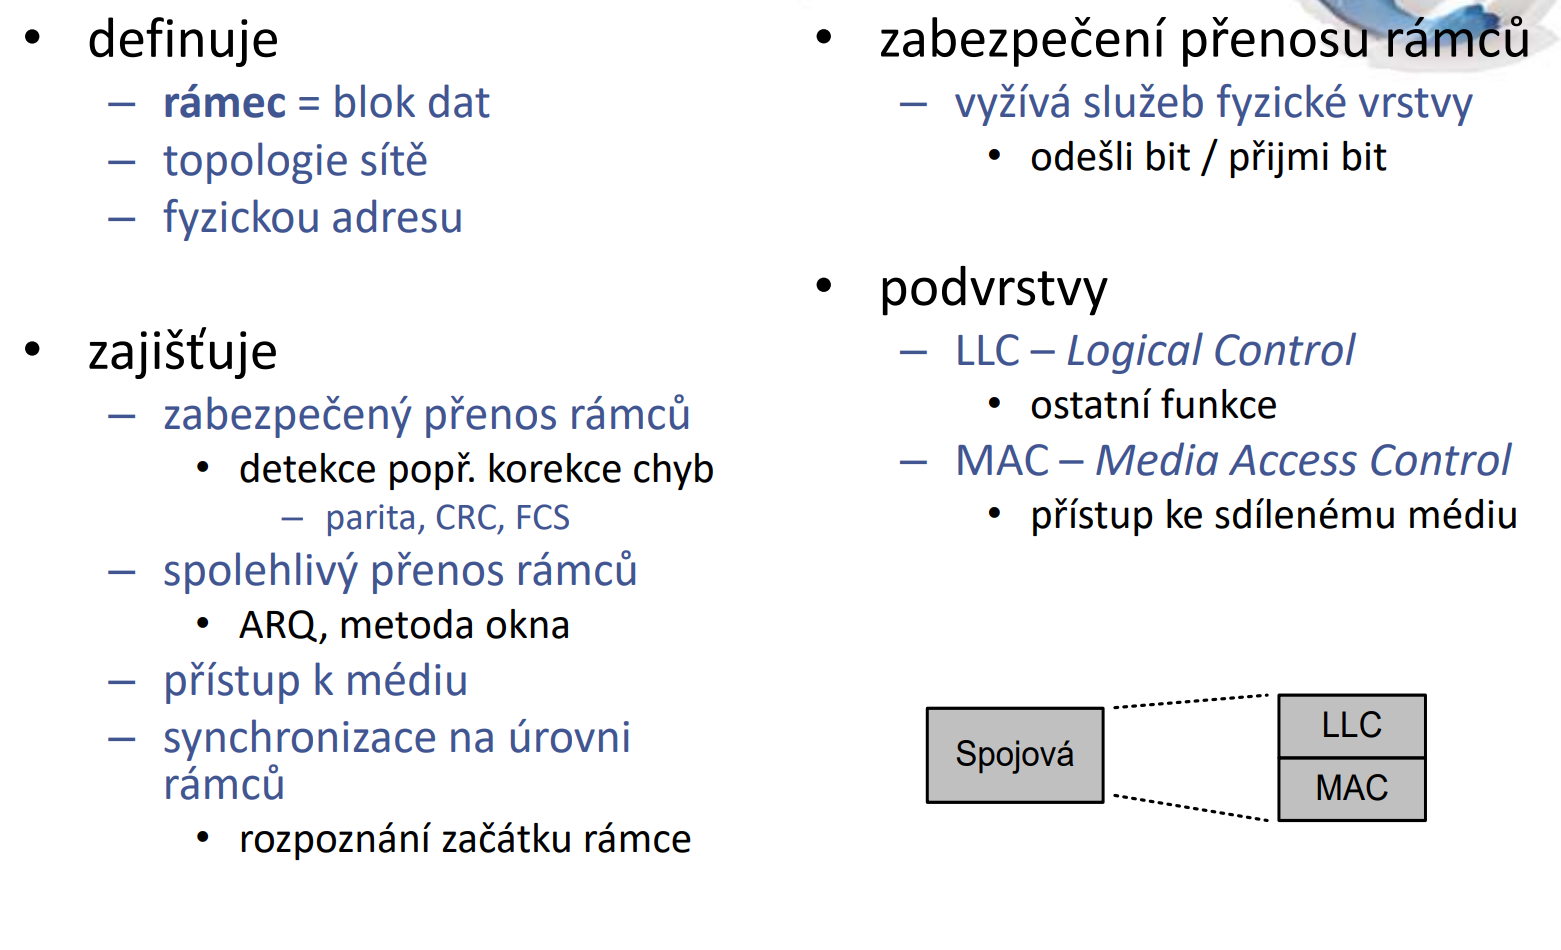 • definuje
– rámec = blok dat
– topologie sítě
– fyzickou adresu
• zajišťuje
– zabezpečený přenos rámců
• detekce popř. korekce chyb
– parita, CRC, FCS
– spolehlivý přenos rámců
• ARQ, metoda okna
– přístup k médiu
– synchronizace na úrovni
rámců
• rozpoznání začátku rámce
• zabezpečení přenosu rámců
– vyžívá služeb fyzické vrstvy
• odešli bit / přijmi bit
• podvrstvy
– LLC – Logical Control
• ostatní funkce
– MAC – Media Access Control
• přístup ke sdílenému médiu
Spojová
LLC
MAC